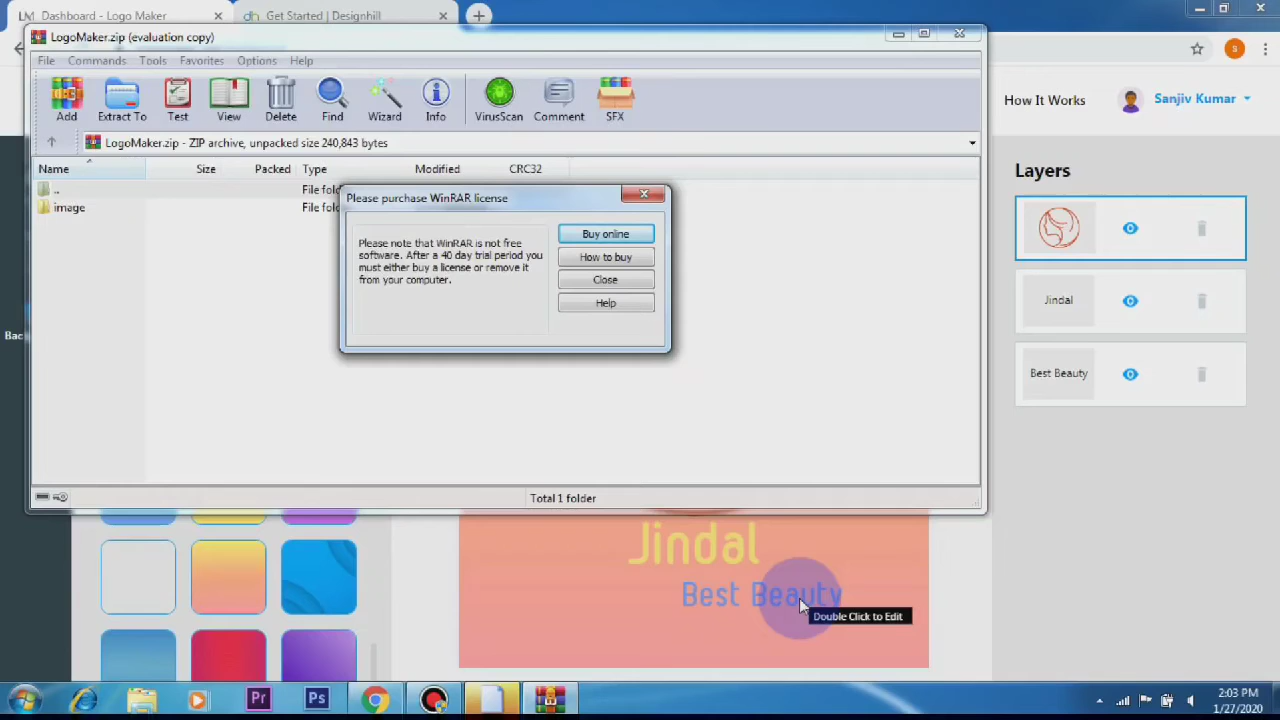 Dashboard - Logo Maker
Get Started | Designhill
LogoMaker.zip (evaluation copy)
File Commands Tools Favorites Options Help
Add Extract To Test View Delete Find Wizard Info VirusScan Comment SFX
LogoMaker.zip - ZIP archive, unpacked size 240,843 bytes
Name Size Packed Type Modified CRC32
.. File fol
image File fol
Please purchase WinRAR license
Please note that WinRAR is not free
software. After a 40 day trial period you
must either buy a license or remove it
from your computer.
Buy online
How to buy
Close
Help
Total 1 folder
How It Works
Sanjiv Kumar
Layers
Jindal
Best Beauty
Bac
Jindal
Best Beauty
Double Click to Edit
Pr
Ps
2:03 PM
1/27/2020